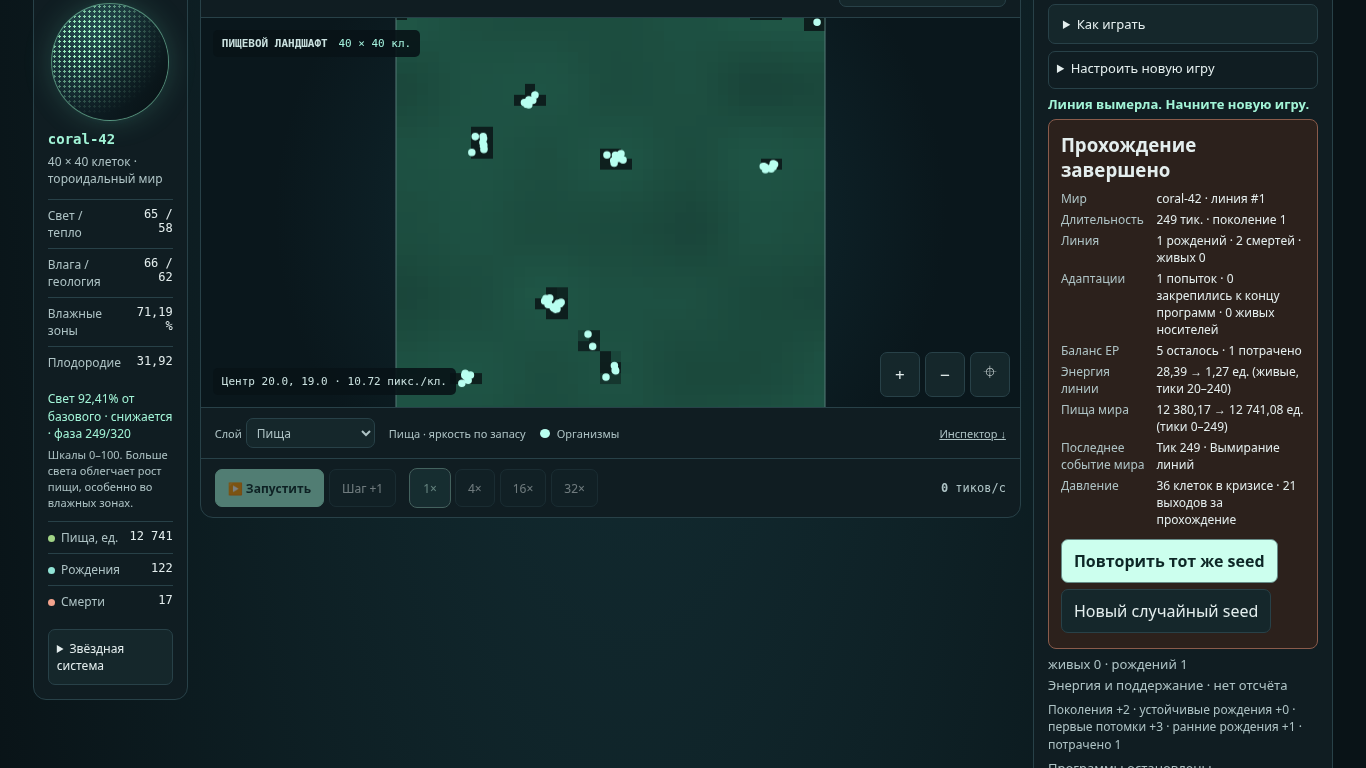 coral-42
40 × 40 клеток ·
тороидальный мир
Свет /
тепло
65 /
58
Влага /
геология
66 /
62
Влажные
зоны
71,19
%
Плодородие 31,92
Свет 92,41% от
базового · снижается
· фаза 249/320
Шкалы 0–100. Больше
света облегчает рост
пищи, особенно во
влажных зонах.
Пища, ед. 12 741
Рождения 122
Смерти 17
▶ Звёздная
система
ПИЩЕВОЙ ЛАНДШАФТ 40 × 40 кл.
Центр 20.0, 19.0 · 10.72 пикс./кл.
+
−
Слой Пища Пища · яркость по запасу Организмы Инспектор ↓
▶ Запустить Шаг +1 1× 4× 16× 32× 0 тиков/с
▶ Как играть
▶ Настроить новую игру
Линия вымерла. Начните новую игру.
Прохождение
завершено
Мир coral-42 · линия #1
Длительность 249 тик. · поколение 1
Линия 1 рождений · 2 смертей ·
живых 0
Адаптации 1 попыток · 0
закрепились к концу
программ · 0 живых
носителей
Баланс EP 5 осталось · 1 потрачено
Энергия
линии
28,39 → 1,27 ед. (живые,
тики 20–240)
Пища мира 12 380,17 → 12 741,08 ед.
(тики 0–249)
Последнее
событие мира
Тик 249 · Вымирание
линий
Давление 36 клеток в кризисе · 21
выходов за
прохождение
Повторить тот же seed
Новый случайный seed
живых 0 · рождений 1
Энергия и поддержание · нет отсчёта
Поколения +2 · устойчивые рождения +0 ·
первые потомки +3 · ранние рождения +1 ·
потрачено 1
Программы остановлены